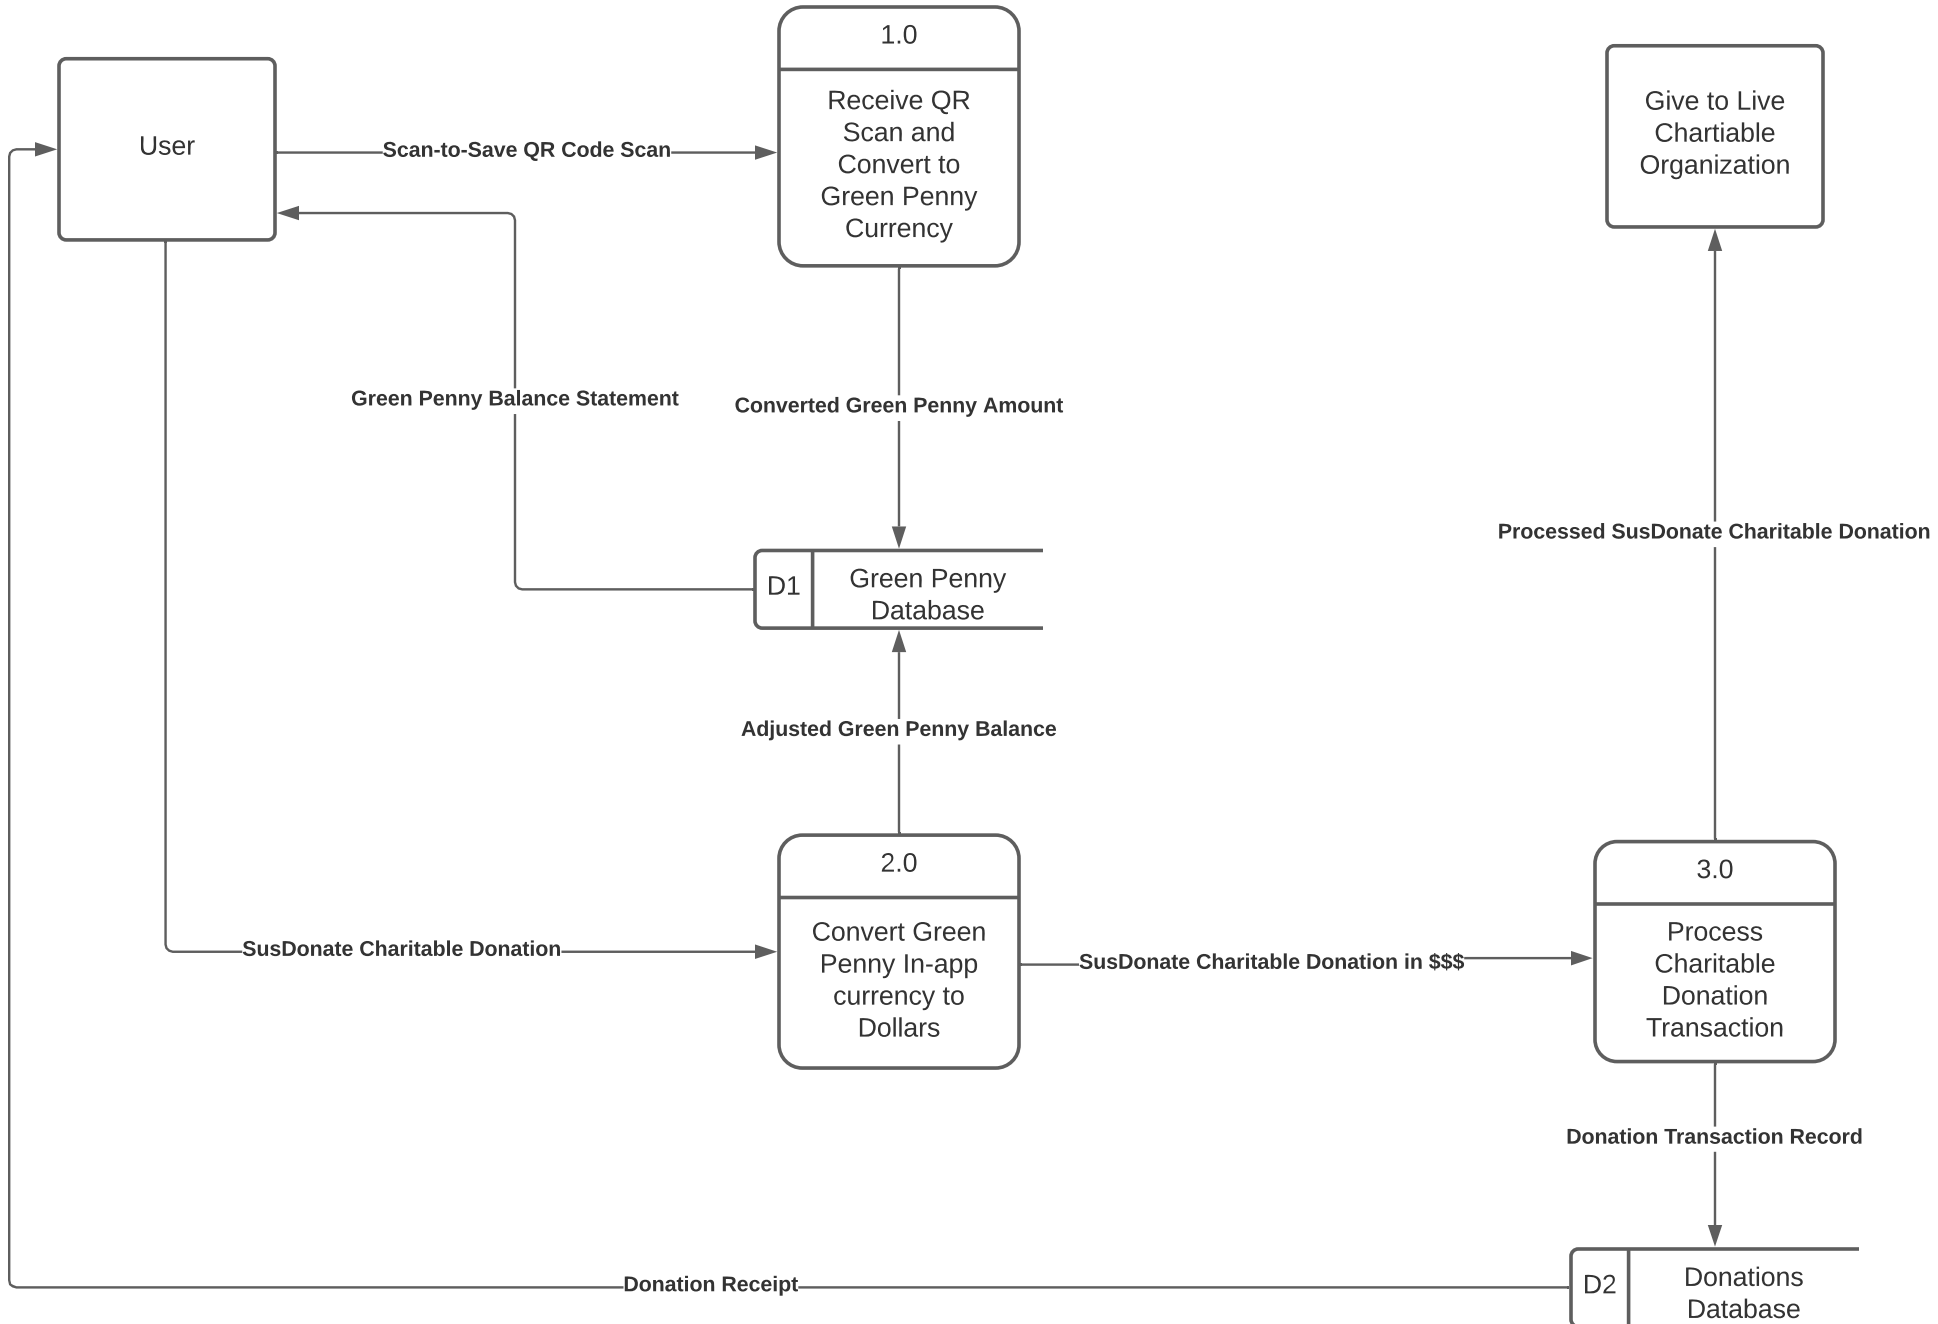 1.0
Receive QR
Scan and
Convert to
Green Penny
Currency
User
Scan-to-Save QR Code Scan
Give to Live
Chartiable
Organization
Green Penny Balance Statement
Converted Green Penny Amount
Processed SusDonate Charitable Donation
D1
Green Penny
Database
Adjusted Green Penny Balance
2.0
Convert Green
Penny In-app
currency to
Dollars
SusDonate Charitable Donation
SusDonate Charitable Donation in $$$
3.0
Process
Charitable
Donation
Transaction
Donation Transaction Record
Donation Receipt
D2
Donations
Database